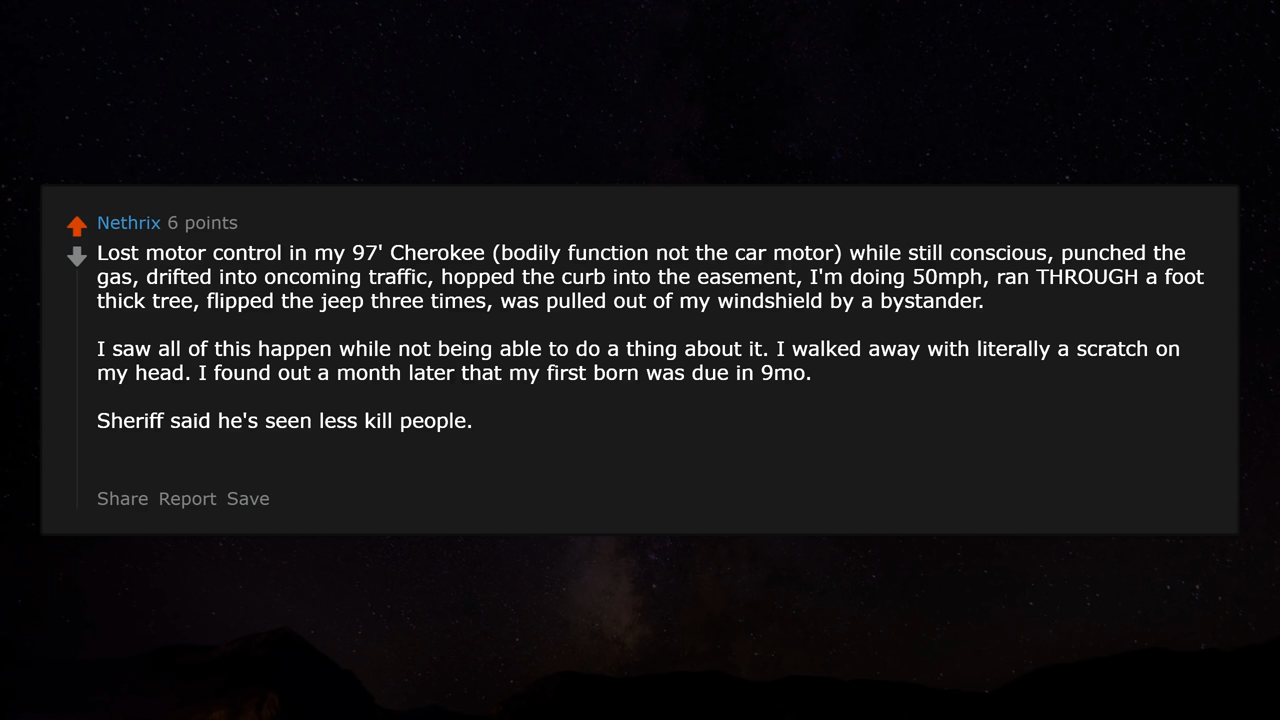 Nethrix 6 points
Lost motor control in my 97' Cherokee (bodily function not the car motor) while still conscious, punched the
gas, drifted into oncoming traffic, hopped the curb into the easement, I'm doing 50mph, ran THROUGH a foot
thick tree, flipped the jeep three times, was pulled out of my windshield by a bystander.
I saw all of this happen while not being able to do a thing about it. I walked away with literally a scratch on
my head. I found out a month later that my first born was due in 9mo.
Sheriff said he's seen less kill people.
Share Report Save